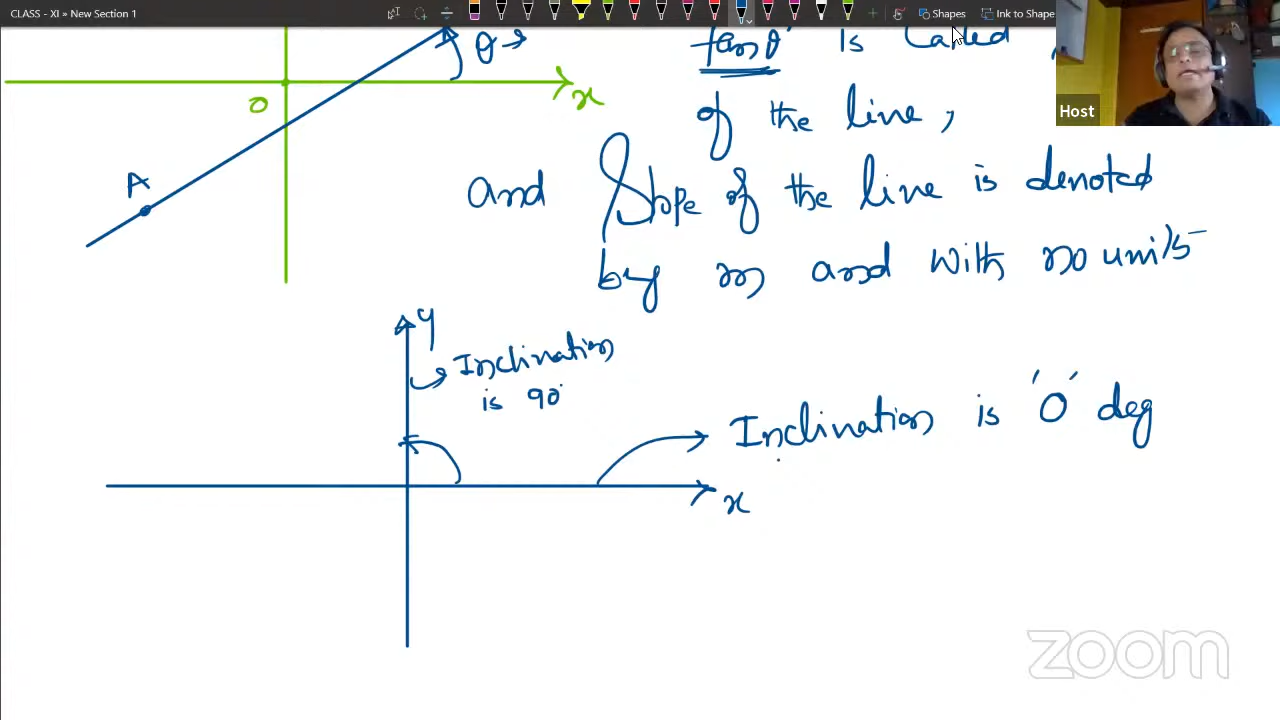 CLASS - XI » New Section 1
Shapes
Ink to Shape
Host
θ →
tan θ' is called
O
x
of the line,
A
and Slope of the line is denoted
by m and with no units
y
Inclination
is 90°
Inclination is 'O' deg
x
zoom